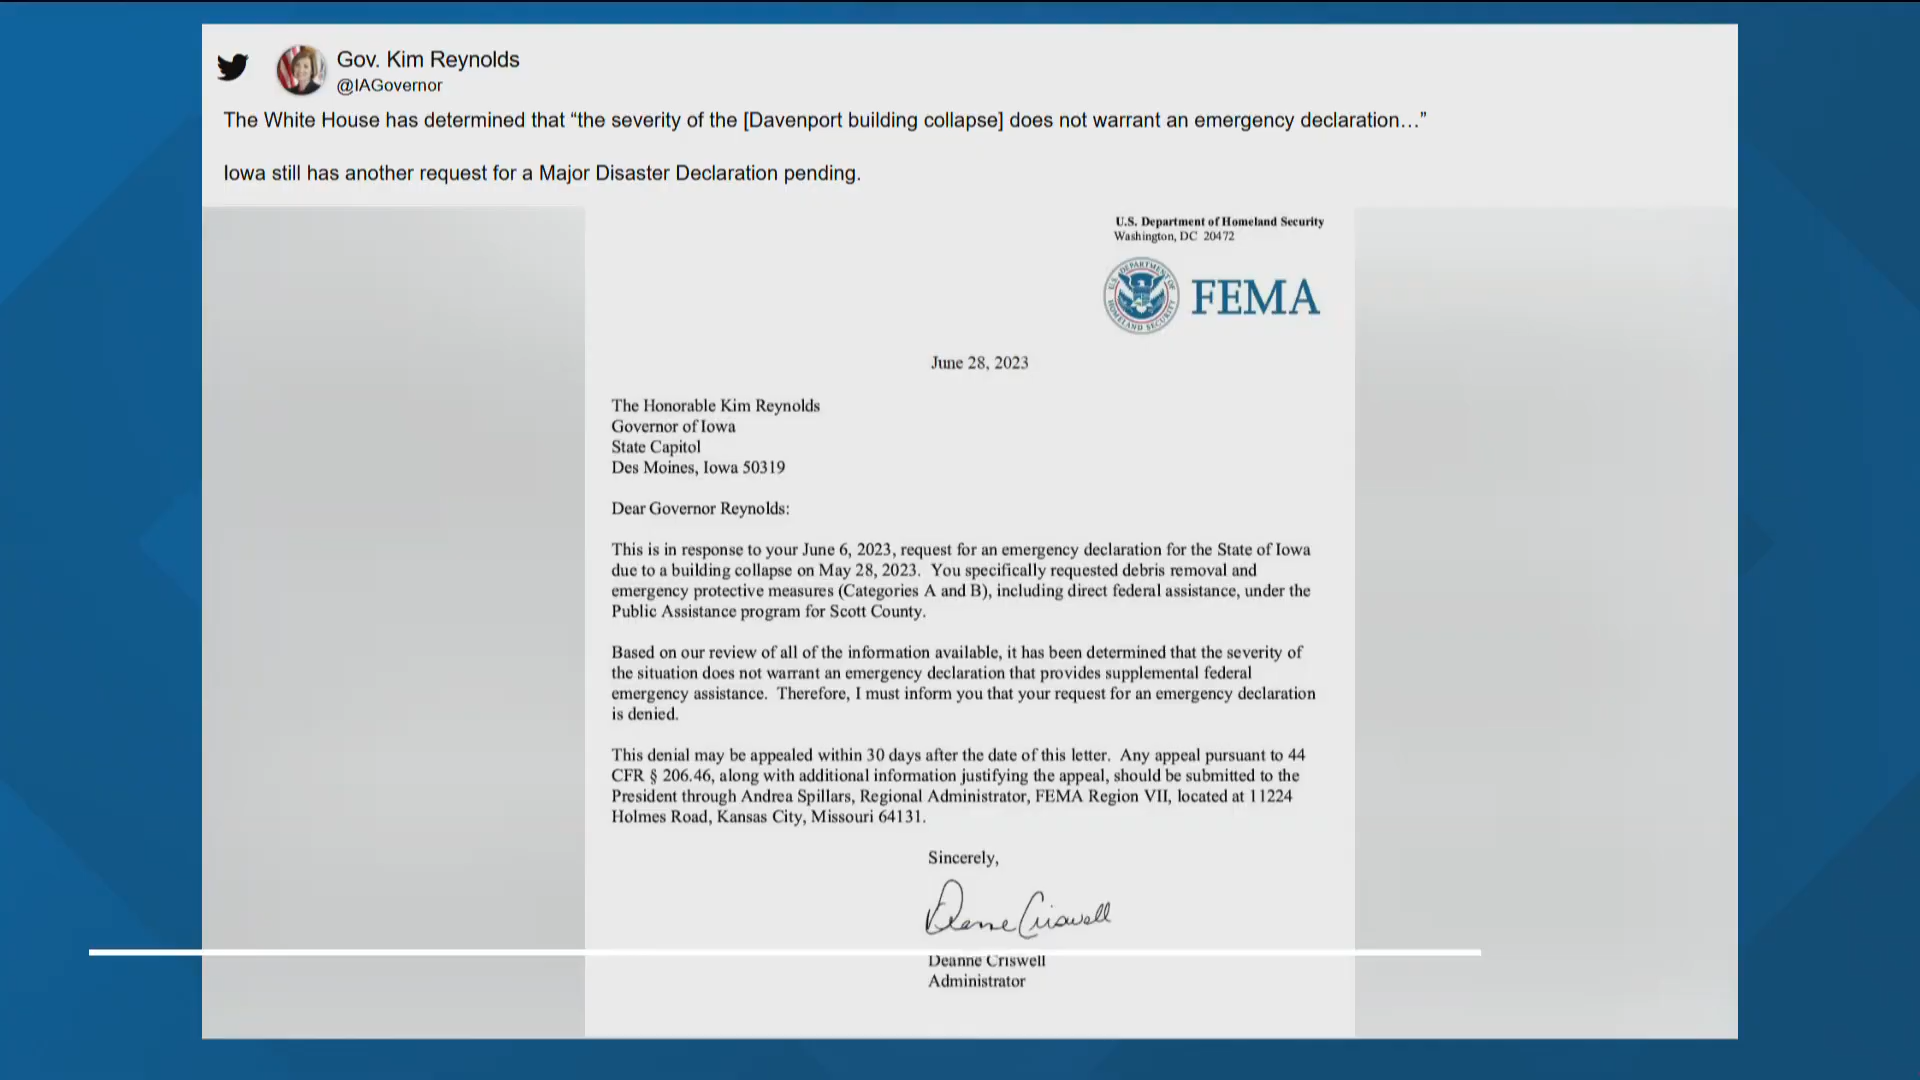 Gov. Kim Reynolds
@IAGovernor
The White House has determined that “the severity of the [Davenport building collapse] does not warrant an emergency declaration…”
Iowa still has another request for a Major Disaster Declaration pending.
U.S. Department of Homeland Security
Washington, DC 20472
U.S. DEPARTMENT OF HOMELAND SECURITY
FEMA
June 28, 2023
The Honorable Kim Reynolds
Governor of Iowa
State Capitol
Des Moines, Iowa 50319
Dear Governor Reynolds:
This is in response to your June 6, 2023, request for an emergency declaration for the State of Iowa
due to a building collapse on May 28, 2023. You specifically requested debris removal and
emergency protective measures (Categories A and B), including direct federal assistance, under the
Public Assistance program for Scott County.
Based on our review of all of the information available, it has been determined that the severity of
the situation does not warrant an emergency declaration that provides supplemental federal
emergency assistance. Therefore, I must inform you that your request for an emergency declaration
is denied.
This denial may be appealed within 30 days after the date of this letter. Any appeal pursuant to 44
CFR § 206.46, along with additional information justifying the appeal, should be submitted to the
President through Andrea Spillars, Regional Administrator, FEMA Region VII, located at 11224
Holmes Road, Kansas City, Missouri 64131.
Sincerely,
Deanne Criswell
Deanne Criswell
Administrator